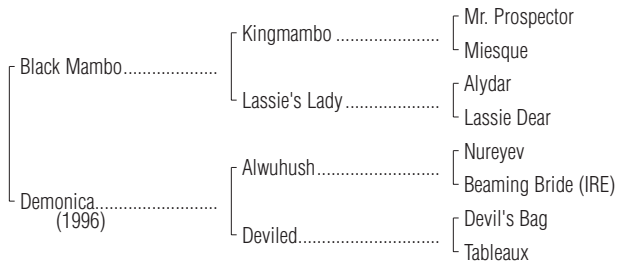 Mr. Prospector
Kingmambo
Miesque
Black Mambo
Alydar
Lassie's Lady
Lassie Dear
Nureyev
Alwuhush
Beaming Bride (IRE)
Demonica
(1996)
Devil's Bag
Deviled
Tableaux